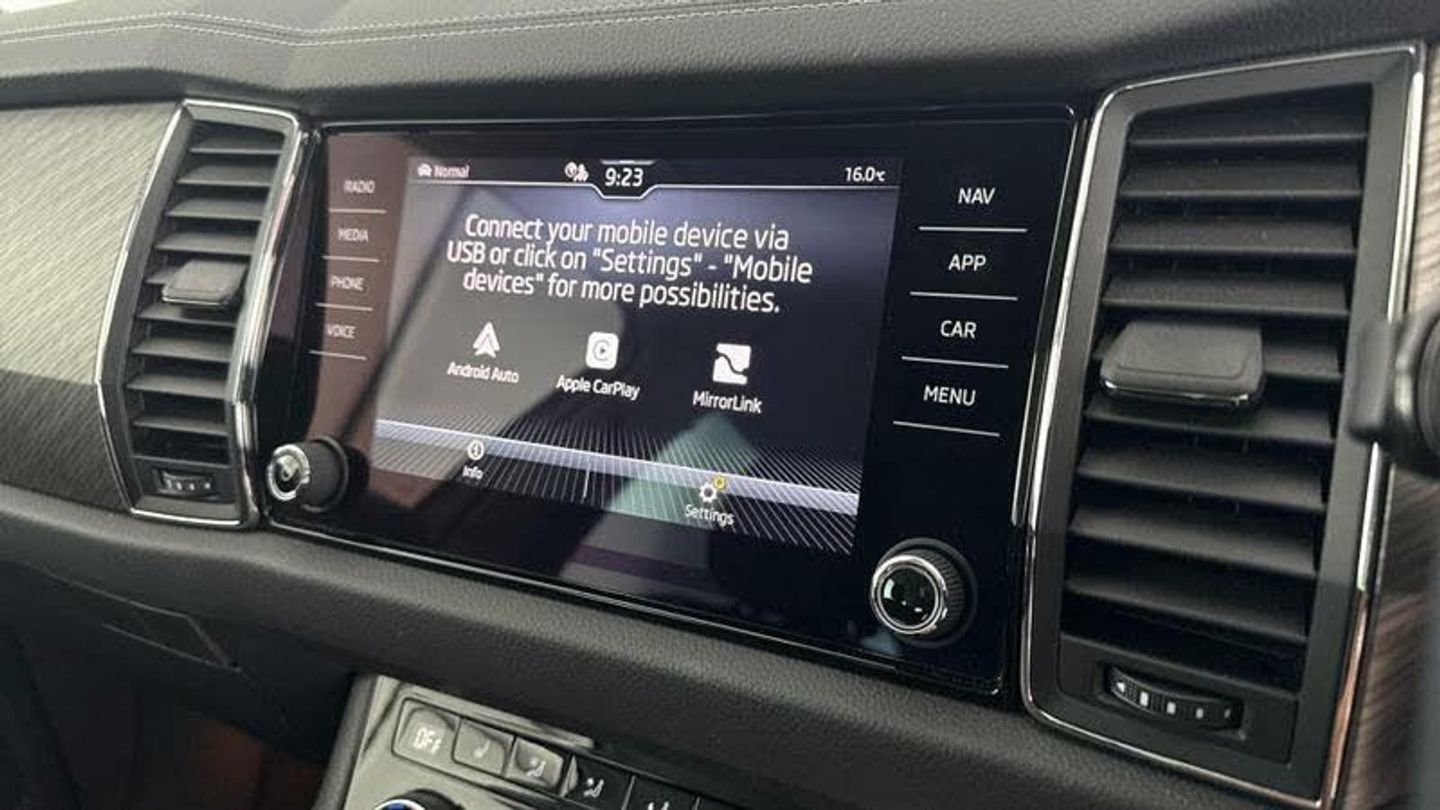 Normal
9:23
16.0°C
RADIO
MEDIA
PHONE
VOICE
Connect your mobile device via
USB or click on "Settings" - "Mobile
devices" for more possibilities.
Android Auto
Apple CarPlay
MirrorLink
Info
Settings
NAV
APP
CAR
MENU
OFF